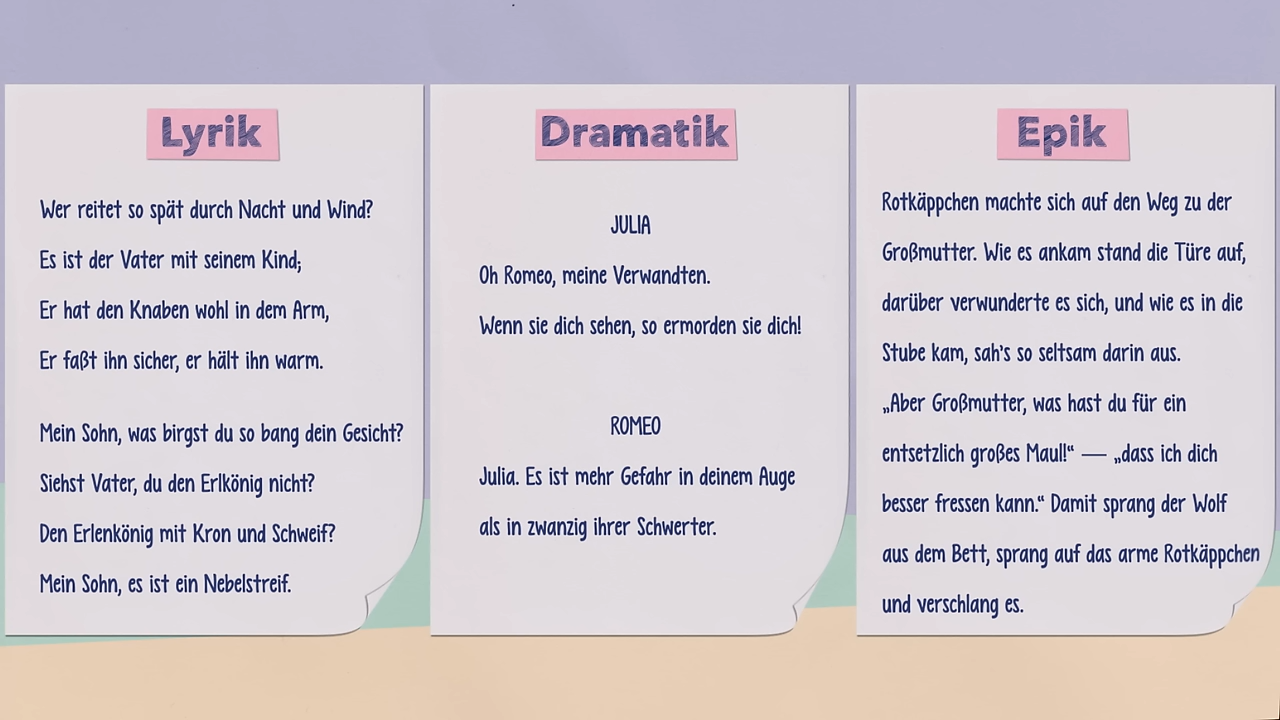 Lyrik
Wer reitet so spät durch Nacht und Wind?
Es ist der Vater mit seinem Kind;
Er hat den Knaben wohl in dem Arm,
Er faßt ihn sicher, er hält ihn warm.
Mein Sohn, was birgst du so bang dein Gesicht?
Siehst Vater, du den Erlkönig nicht?
Den Erlenkönig mit Kron und Schweif?
Mein Sohn, es ist ein Nebelstreif.
Dramatik
JULIA
Oh Romeo, meine Verwandten.
Wenn sie dich sehen, so ermorden sie dich!
ROMEO
Julia. Es ist mehr Gefahr in deinem Auge
als in zwanzig ihrer Schwerter.
Epik
Rotkäppchen machte sich auf den Weg zu der
Großmutter. Wie es ankam stand die Türe auf,
darüber verwunderte es sich, und wie es in die
Stube kam, sah's so seltsam darin aus.
„Aber Großmutter, was hast du für ein
entsetzlich großes Maul!“ — „dass ich dich
besser fressen kann.“ Damit sprang der Wolf
aus dem Bett, sprang auf das arme Rotkäppchen
und verschlang es.